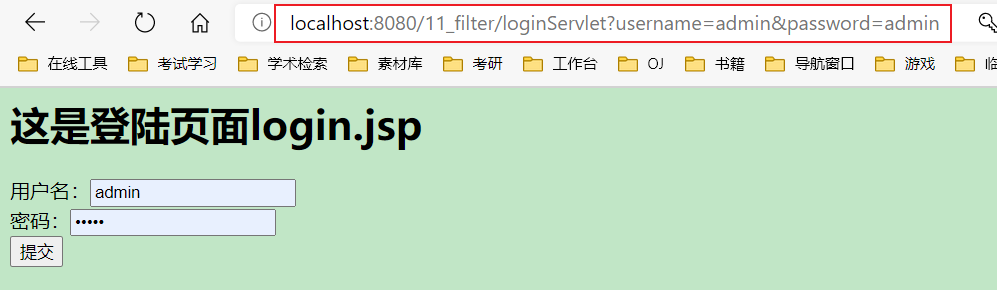 localhost:8080/11_filter/loginServlet?username=admin&password=admin
在线工具 考试学习 学术检索 素材库 考研 工作台 OJ 书籍 导航窗口 游戏 临
这是登陆页面login.jsp
用户名：admin
密码：•••••
提交